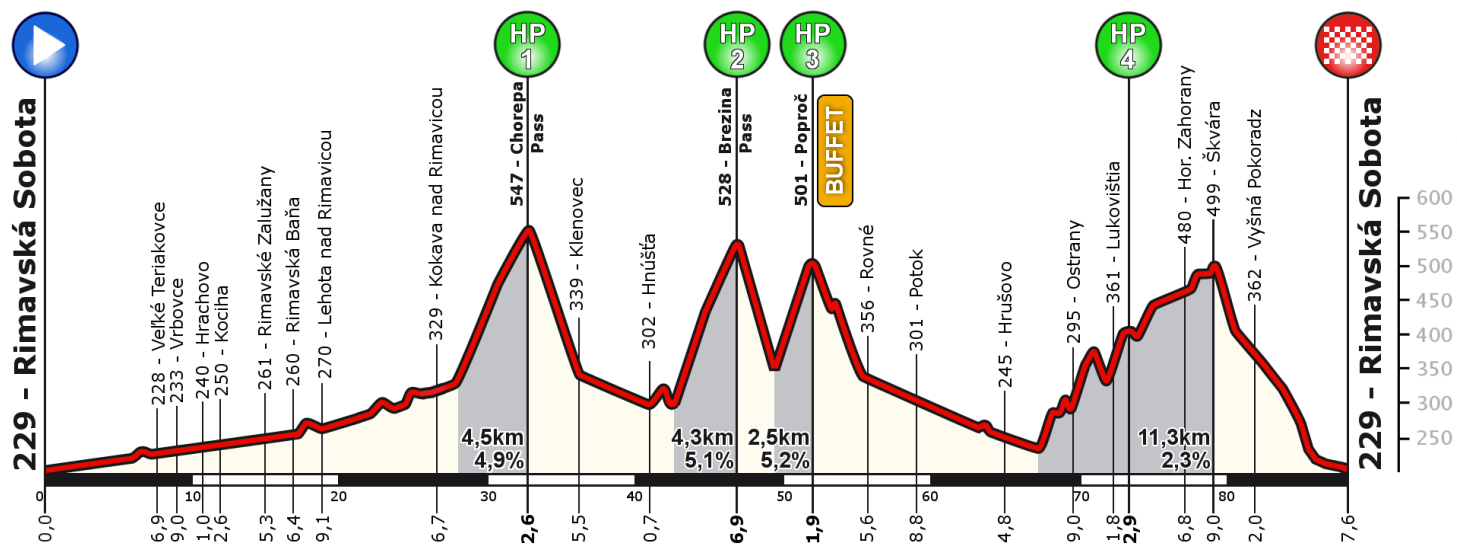 HP
1
HP
2
HP
3
HP
4
229 – Rimavská Sobota
228 - Veľké Teriakovce
233 - Vrbovce
240 - Hrachovo
250 - Kociha
261 - Rimavské Zalužany
260 - Rimavská Baňa
270 - Lehota nad Rimavicou
329 - Kokava nad Rimavicou
547 - Chorepa
Pass
339 - Klenovec
302 - Hnúšťa
528 - Brezina
Pass
501 - Poproč
BUFFET
356 - Rovné
301 - Potok
245 - Hrušovo
295 - Ostrany
361 - Lukovištia
480 - Hor. Zahorany
499 - Škvára
362 - Vyšná Pokoradz
229 – Rimavská Sobota
600
550
500
450
400
350
300
250
4,5km
4,9%
4,3km
5,1%
2,5km
5,2%
11,3km
2,3%
0 10 20 30 40 50 60 70 80
0,0
6,9
9,0
1,0
2,6
5,3
6,4
9,1
6,7
2,6
5,5
0,7
6,9
1,9
5,6
8,8
4,8
9,0
1,8
2,9
6,8
9,0
2,0
7,6